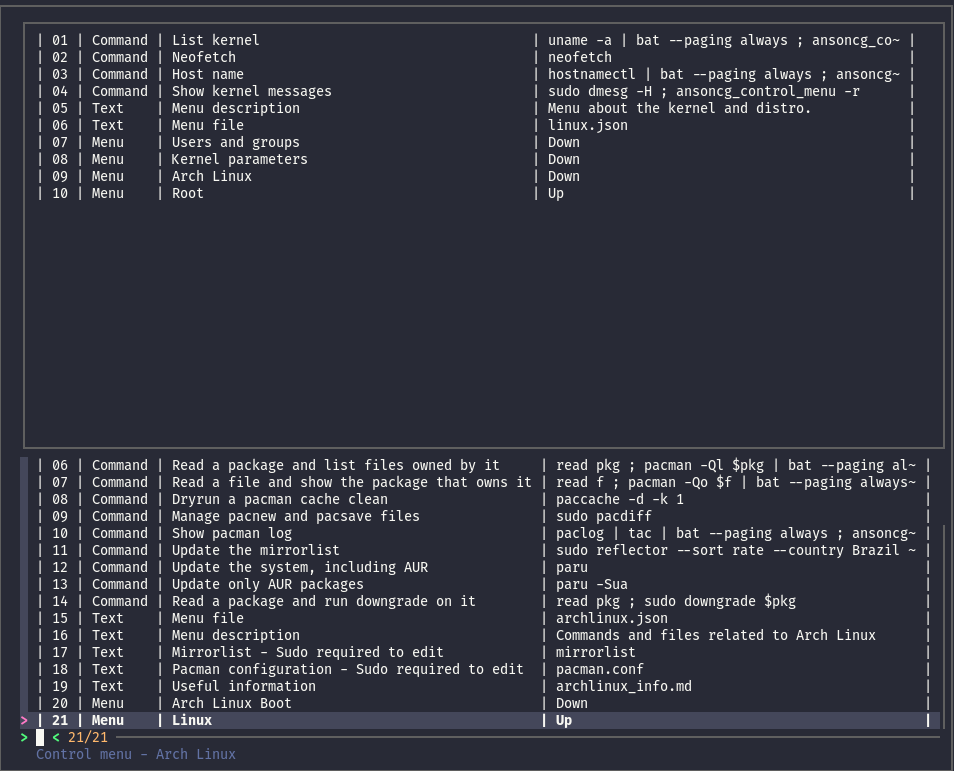 | 01 | Command | List kernel | uname -a | bat --paging always ; ansoncg_co~ |
| 02 | Command | Neofetch | neofetch |
| 03 | Command | Host name | hostnamectl | bat --paging always ; ansoncg~ |
| 04 | Command | Show kernel messages | sudo dmesg -H ; ansoncg_control_menu -r |
| 05 | Text | Menu description | Menu about the kernel and distro. |
| 06 | Text | Menu file | linux.json |
| 07 | Menu | Users and groups | Down |
| 08 | Menu | Kernel parameters | Down |
| 09 | Menu | Arch Linux | Down |
| 10 | Menu | Root | Up |
| 06 | Command | Read a package and list files owned by it | read pkg ; pacman -Ql $pkg | bat --paging al~ |
| 07 | Command | Read a file and show the package that owns it | read f ; pacman -Qo $f | bat --paging always~ |
| 08 | Command | Dryrun a pacman cache clean | paccache -d -k 1 |
| 09 | Command | Manage pacnew and pacsave files | sudo pacdiff |
| 10 | Command | Show pacman log | paclog | tac | bat --paging always ; ansoncg~ |
| 11 | Command | Update the mirrorlist | sudo reflector --sort rate --country Brazil ~ |
| 12 | Command | Update the system, including AUR | paru |
| 13 | Command | Update only AUR packages | paru -Sua |
| 14 | Command | Read a package and run downgrade on it | read pkg ; sudo downgrade $pkg |
| 15 | Text | Menu file | archlinux.json |
| 16 | Text | Menu description | Commands and files related to Arch Linux |
| 17 | Text | Mirrorlist - Sudo required to edit | mirrorlist |
| 18 | Text | Pacman configuration - Sudo required to edit | pacman.conf |
| 19 | Text | Useful information | archlinux_info.md |
| 20 | Menu | Arch Linux Boot | Down |
> | 21 | Menu | Linux | Up |
> < 21/21
Control menu - Arch Linux